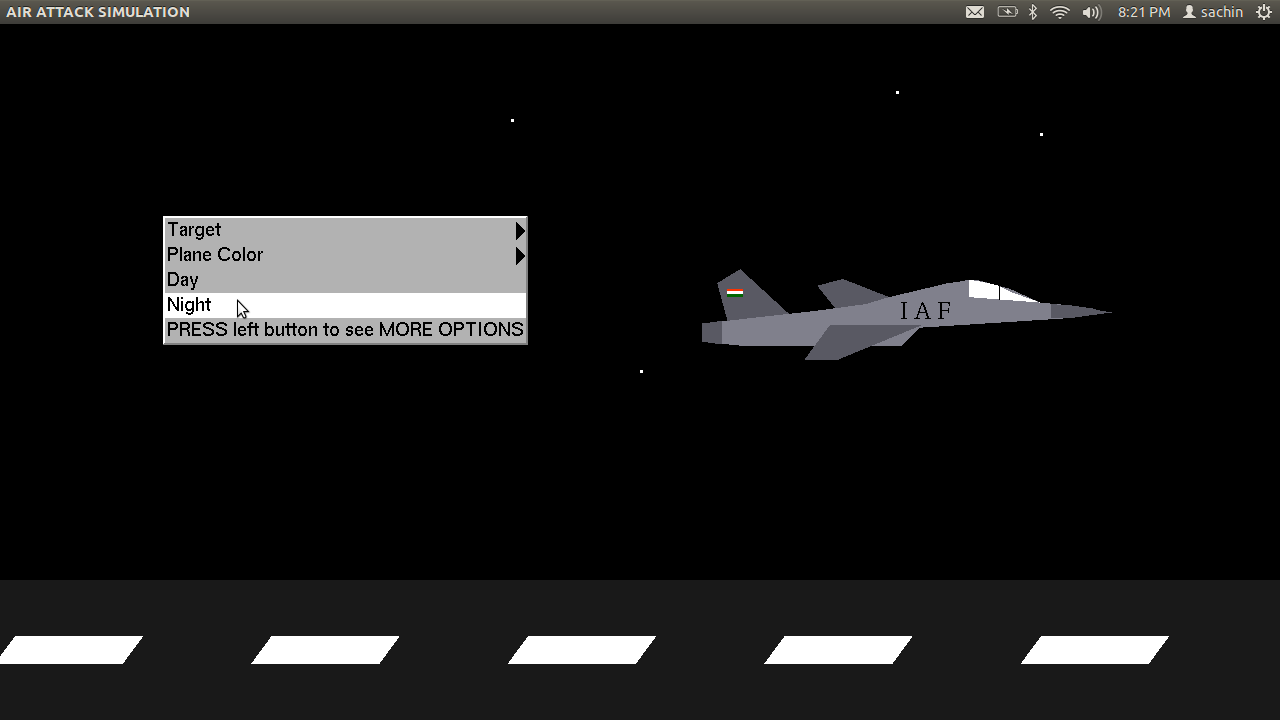 AIR ATTACK SIMULATION
8:21 PM sachin
Target
Plane Color
Day
Night
PRESS left button to see MORE OPTIONS
I A F